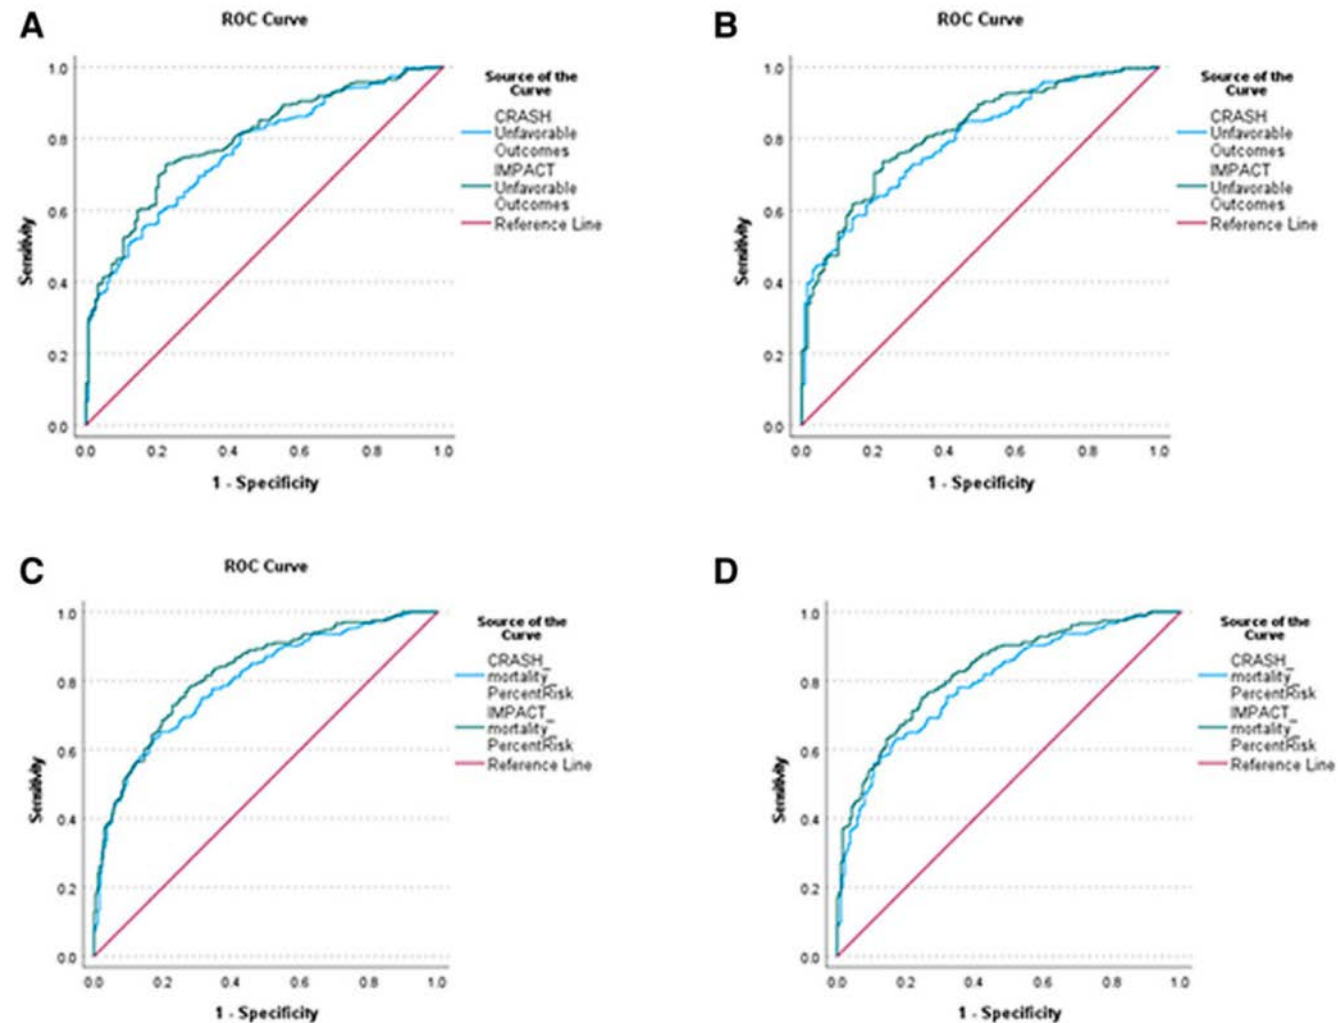 A
ROC Curve
Sensitivity
1.0
0.8
0.6
0.4
0.2
0.0
0.0 0.2 0.4 0.6 0.8 1.0
1 - Specificity
Source of the
Curve
CRASH
Unfavorable
Outcomes
IMPACT
Unfavorable
Outcomes
Reference Line
B
ROC Curve
Sensitivity
1.0
0.8
0.6
0.4
0.2
0.0
0.0 0.2 0.4 0.6 0.8 1.0
1 - Specificity
Source of the
Curve
CRASH
Unfavorable
Outcomes
IMPACT
Unfavorable
Outcomes
Reference Line
C
ROC Curve
Sensitivity
1.0
0.8
0.6
0.4
0.2
0.0
0.0 0.2 0.4 0.6 0.8 1.0
1 - Specificity
Source of the
Curve
CRASH_
mortality_
PercentRisk
IMPACT_
mortality_
PercentRisk
Reference Line
D
Sensitivity
1.0
0.8
0.6
0.4
0.2
0.0
0.0 0.2 0.4 0.6 0.8 1.0
1 - Specificity
Source of the
Curve
CRASH_
mortality_
PercentRisk
IMPACT_
mortality_
PercentRisk
Reference Line